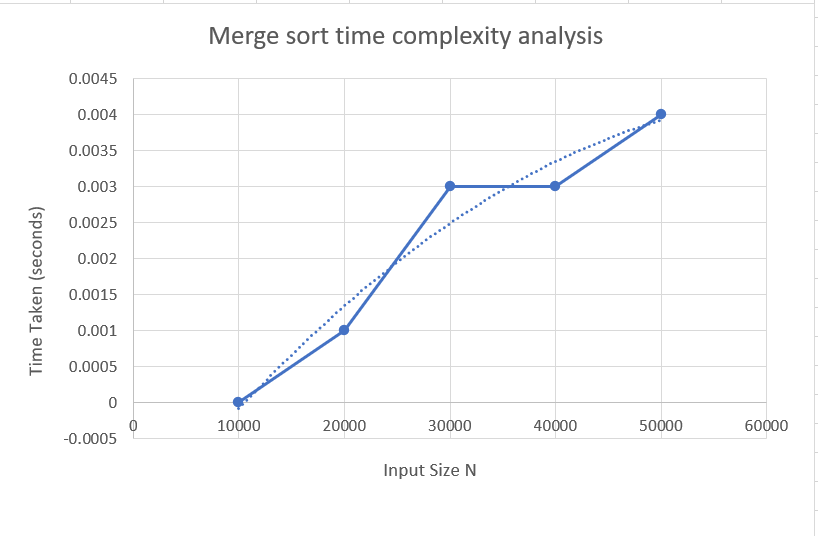 Merge sort time complexity analysis
0.0045
0.004
0.0035
0.003
0.0025
0.002
0.0015
0.001
0.0005
0
-0.0005
Time Taken (seconds)
0 10000 20000 30000 40000 50000 60000
Input Size N